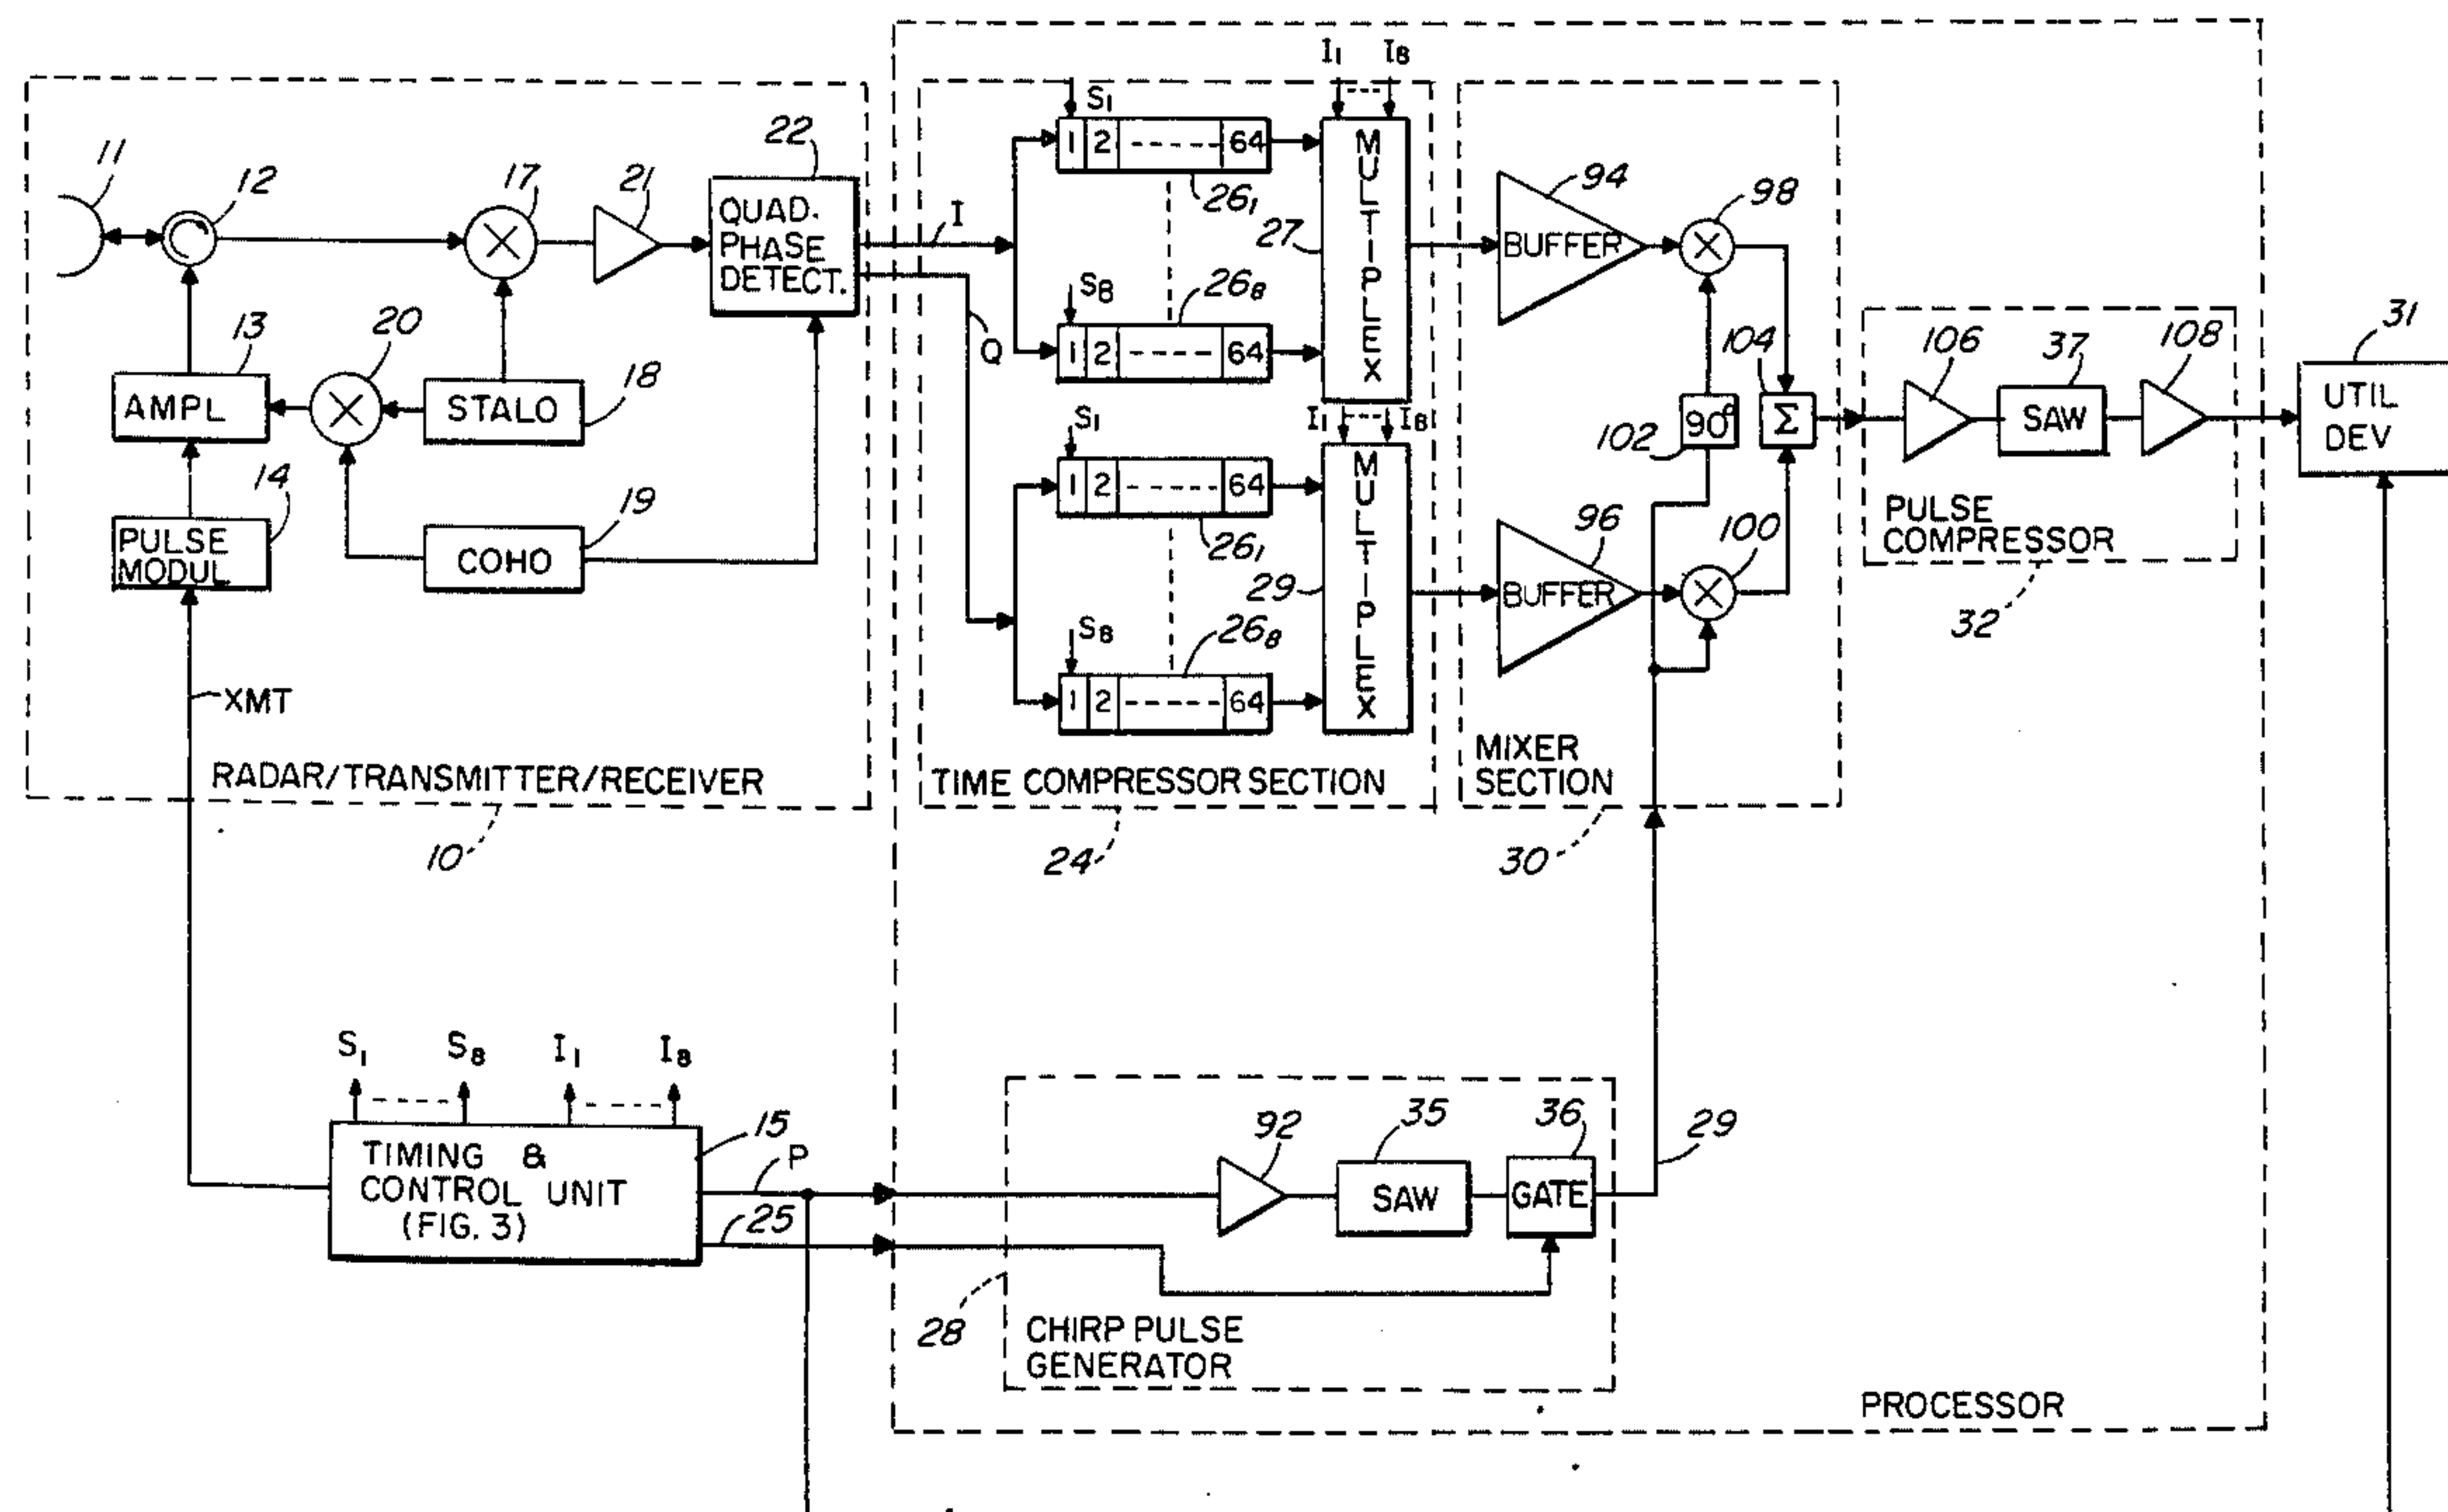 I1 I8
S1
1 2 64
26₁
MULTIPLEX
27
S8
26₈
1 2 64
11
12
17
21
22
QUAD.
PHASE
DETECT.
I
Q
13
AMPL
20
STALO
18
14
PULSE
MODUL
COHO
19
XMT
RADAR/TRANSMITTER/RECEIVER
10
I1 I8
S1
1 2 64
26₁
MULTIPLEX
29
S8
26₈
1 2 64
TIME COMPRESSOR SECTION
24
94
BUFFER
98
102
90°
104
Σ
96
BUFFER
100
MIXER
SECTION
30
106
37
SAW
108
PULSE
COMPRESSOR
32
31
UTIL
DEV
S1 S8 I1 I8
TIMING &
CONTROL UNIT
(FIG. 3)
15
P
25
92
35
SAW
36
GATE
29
28
CHIRP PULSE
GENERATOR
PROCESSOR